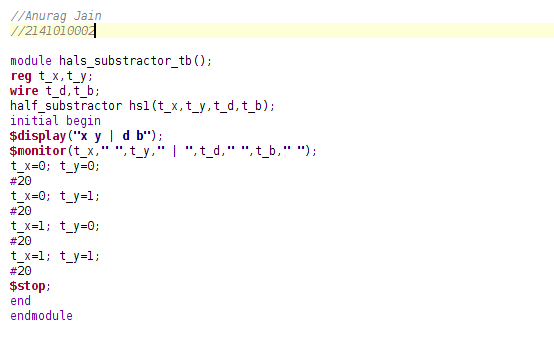 //Anurag Jain
//2141010002
module hals_substractor_tb();
reg t_x,t_y;
wire t_d,t_b;
half_substractor hs1(t_x,t_y,t_d,t_b);
initial begin
$display("x y | d b");
$monitor(t_x," ",t_y," | ",t_d," ",t_b," ");
t_x=0; t_y=0;
#20
t_x=0; t_y=1;
#20
t_x=1; t_y=0;
#20
t_x=1; t_y=1;
#20
$stop;
end
endmodule